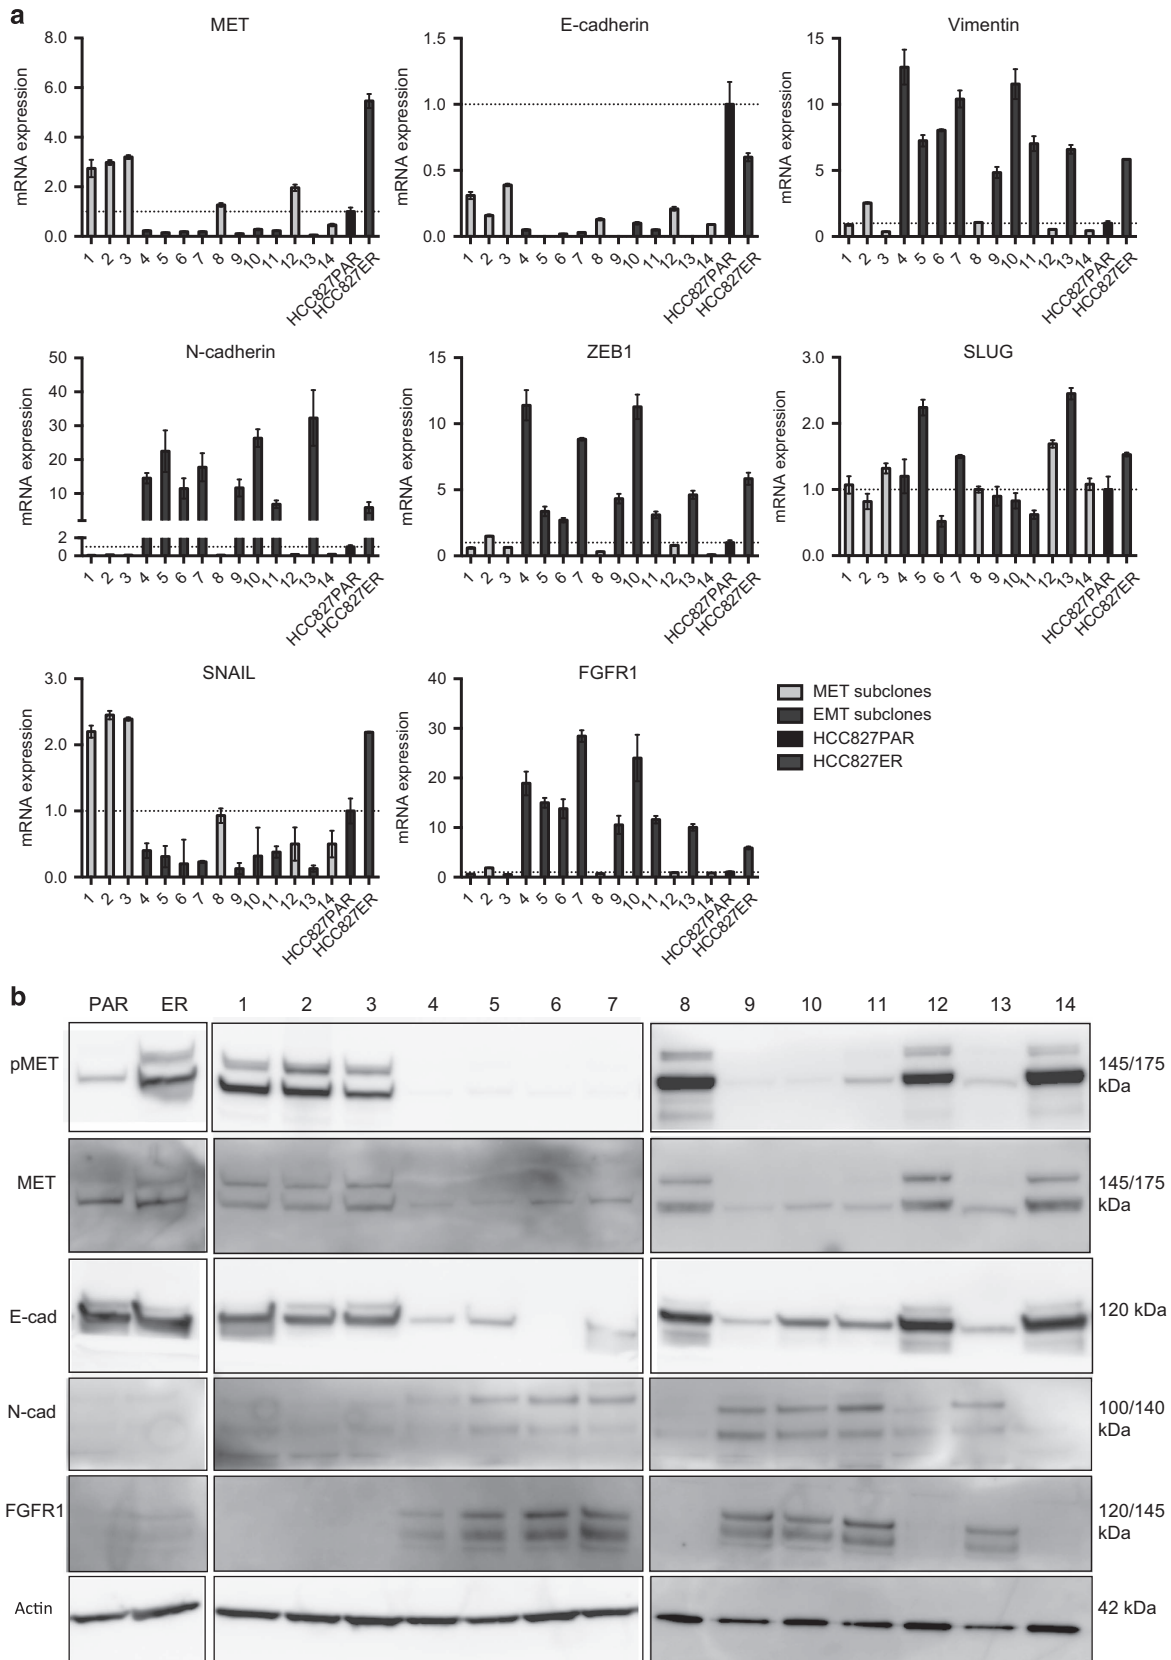 a
MET
mRNA expression
8.0
6.0
4.0
2.0
0.0
1 2 3 4 5 6 7 8 9 10 11 12 13 14 HCC827PAR HCC827ER
E-cadherin
mRNA expression
1.5
1.0
0.5
0.0
1 2 3 4 5 6 7 8 9 10 11 12 13 14 HCC827PAR HCC827ER
Vimentin
mRNA expression
15
10
5
0
1 2 3 4 5 6 7 8 9 10 11 12 13 14 HCC827PAR HCC827ER
N-cadherin
mRNA expression
50
40
30
20
10
2
0
1 2 3 4 5 6 7 8 9 10 11 12 13 14 HCC827PAR HCC827ER
ZEB1
mRNA expression
15
10
5
0
1 2 3 4 5 6 7 8 9 10 11 12 13 14 HCC827PAR HCC827ER
SLUG
mRNA expression
3.0
2.0
1.0
0.0
1 2 3 4 5 6 7 8 9 10 11 12 13 14 HCC827PAR HCC827ER
SNAIL
mRNA expression
3.0
2.0
1.0
0.0
1 2 3 4 5 6 7 8 9 10 11 12 13 14 HCC827PAR HCC827ER
FGFR1
mRNA expression
40
30
20
10
0
1 2 3 4 5 6 7 8 9 10 11 12 13 14 HCC827PAR HCC827ER
MET subclones
EMT subclones
HCC827PAR
HCC827ER
b
PAR ER 1 2 3 4 5 6 7 8 9 10 11 12 13 14
pMET
145/175
kDa
MET
145/175
kDa
E-cad
120 kDa
N-cad
100/140
kDa
FGFR1
120/145
kDa
Actin
42 kDa